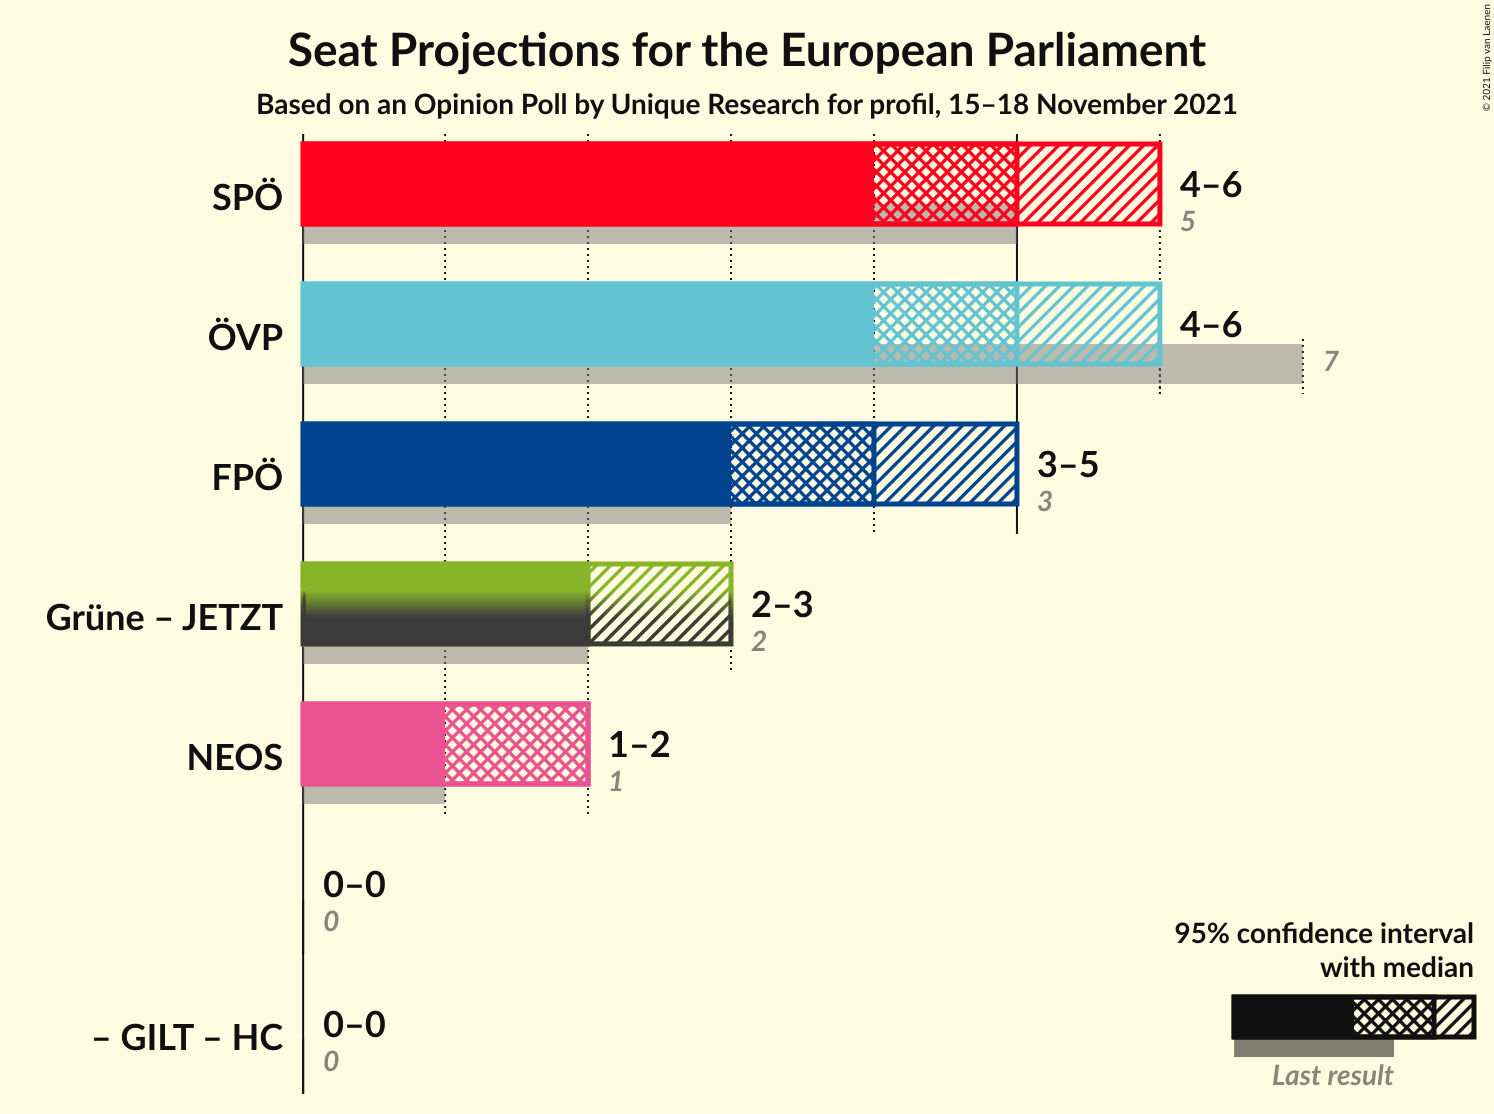 Seat Projections for the European Parliament
Based on an Opinion Poll by Unique Research for profil, 15–18 November 2021
© 2021 Filip van Laenen
SPÖ
4–6
5
ÖVP
4–6
7
FPÖ
3–5
3
Grüne – JETZT
2–3
2
NEOS
1–2
1
0–0
0
– GILT – HC
0–0
0
95% confidence interval
with median
Last result